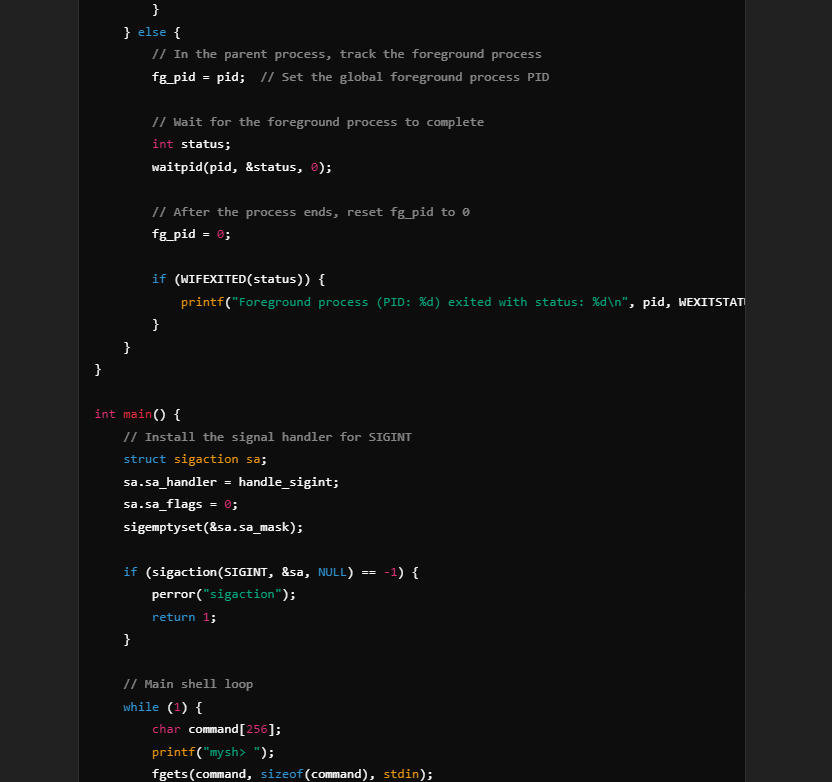 }
} else {
// In the parent process, track the foreground process
fg_pid = pid;  // Set the global foreground process PID
// Wait for the foreground process to complete
int status;
waitpid(pid, &status, 0);
// After the process ends, reset fg_pid to 0
fg_pid = 0;
if (WIFEXITED(status)) {
printf("Foreground process (PID: %d) exited with status: %d\n", pid, WEXITSTAT
}
}
}
int main() {
// Install the signal handler for SIGINT
struct sigaction sa;
sa.sa_handler = handle_sigint;
sa.sa_flags = 0;
sigemptyset(&sa.sa_mask);
if (sigaction(SIGINT, &sa, NULL) == -1) {
perror("sigaction");
return 1;
}
// Main shell loop
while (1) {
char command[256];
printf("mysh> ");
fgets(command, sizeof(command), stdin);